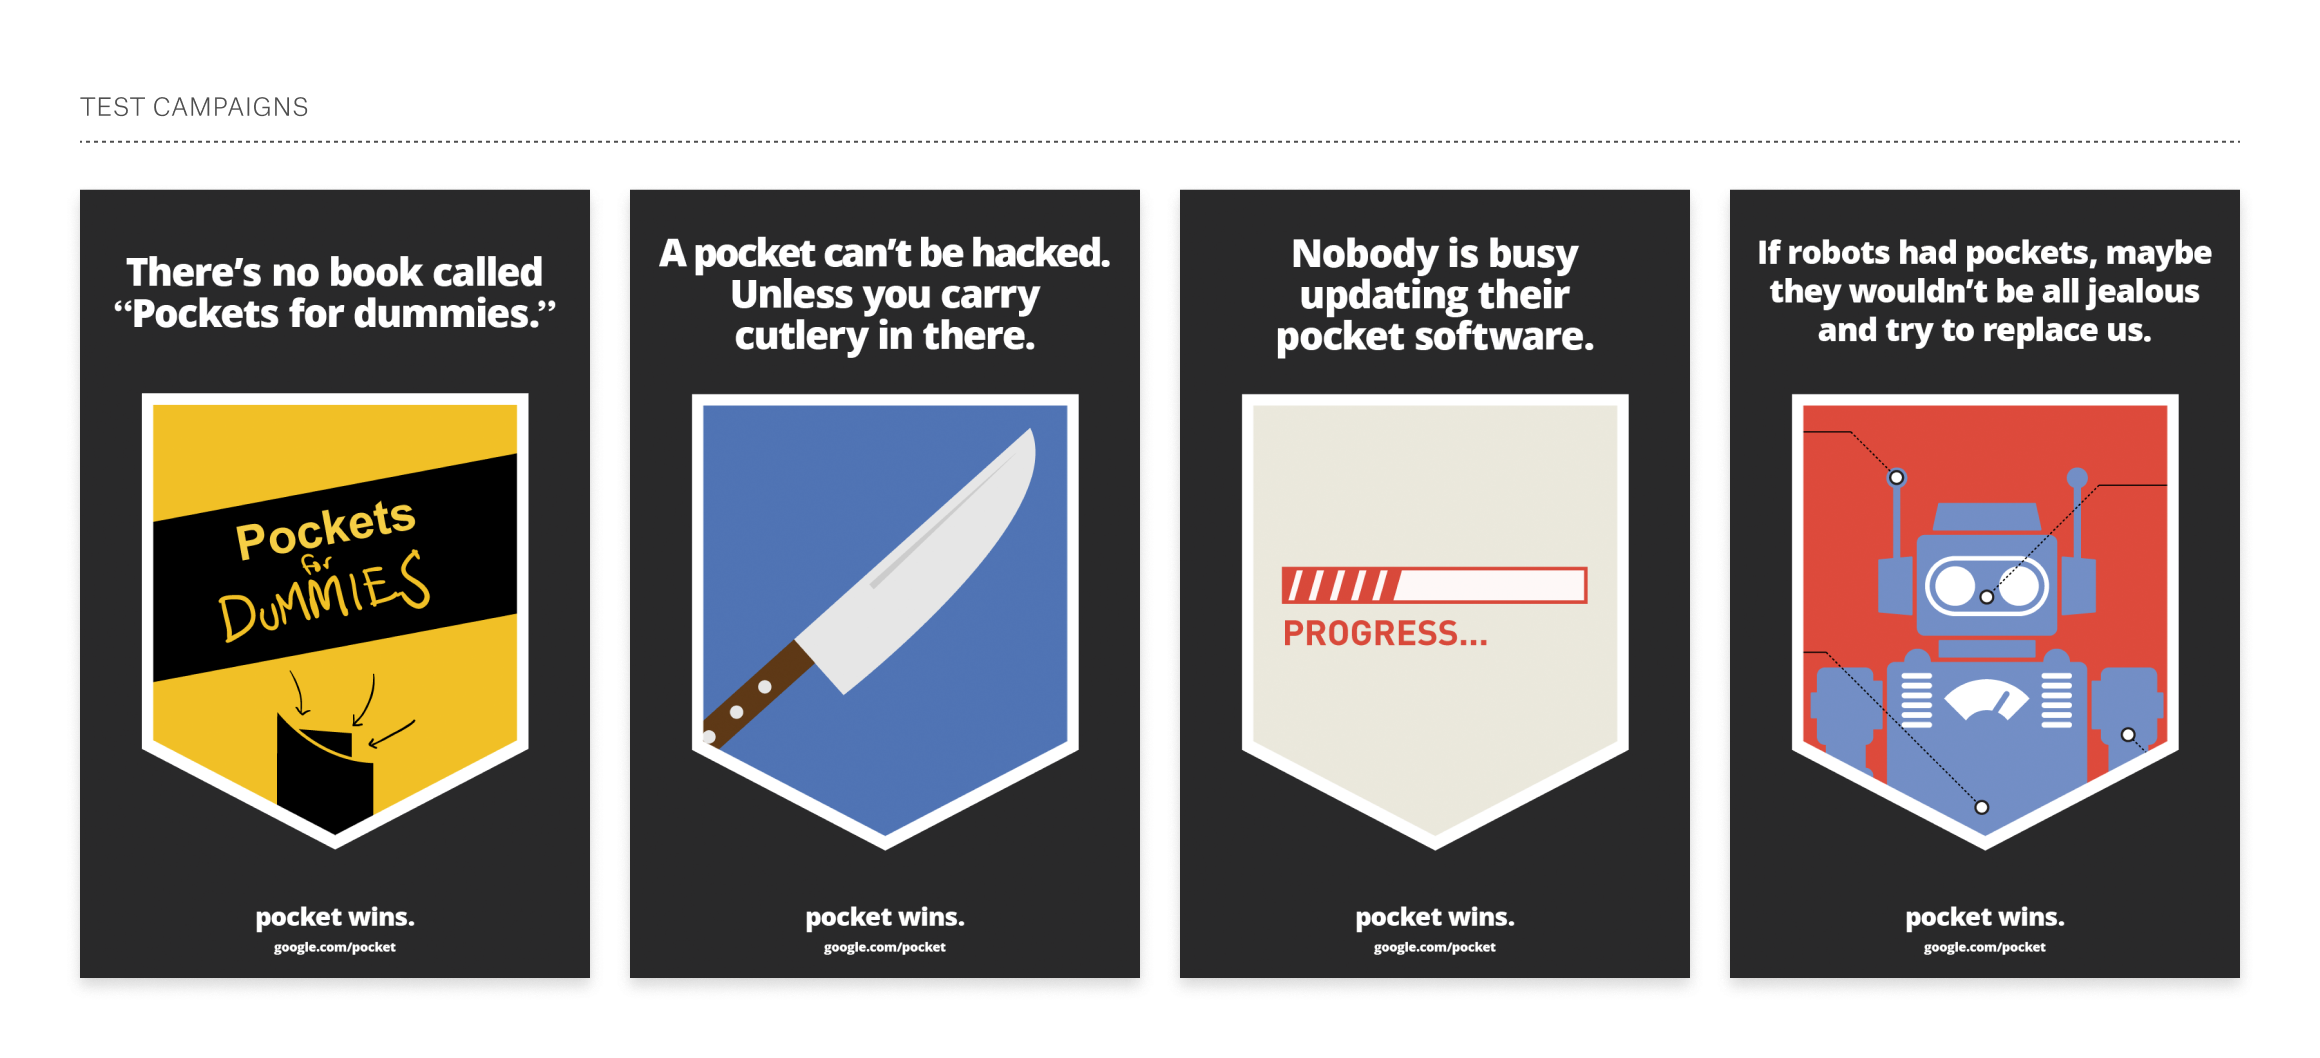 TEST CAMPAIGNS
There’s no book called
“Pockets for dummies.”
Pockets
for
DUMMIES
pocket wins.
google.com/pocket
A pocket can’t be hacked.
Unless you carry
cutlery in there.
pocket wins.
google.com/pocket
Nobody is busy
updating their
pocket software.
PROGRESS...
pocket wins.
google.com/pocket
If robots had pockets, maybe
they wouldn’t be all jealous
and try to replace us.
pocket wins.
google.com/pocket